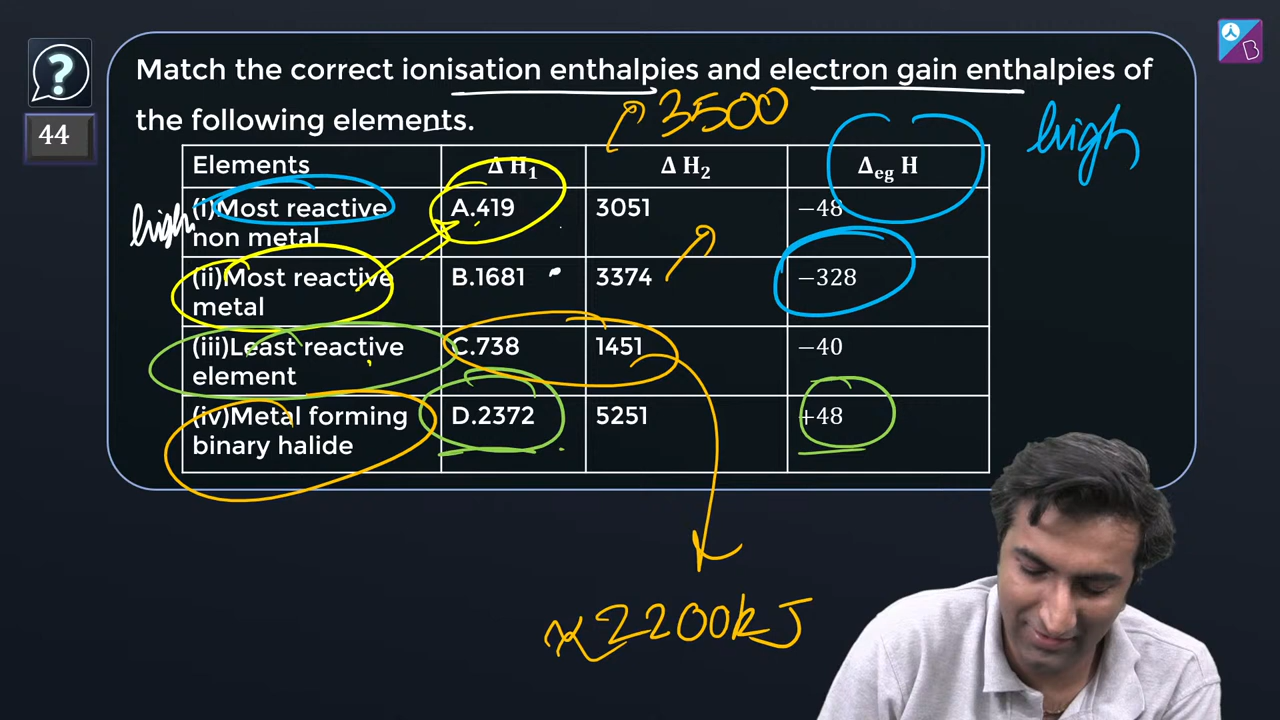 Match the correct ionisation enthalpies and electron gain enthalpies of
the following elements.
44
3500
high
Elements Δ H₁ Δ H₂ Δeg H
(i)Most reactive non metal A.419 3051 −48
high
(ii)Most reactive metal B.1681 3374 −328
(iii)Least reactive element C.738 1451 −40
(iv)Metal forming binary halide D.2372 5251 +48
2200kJ
B